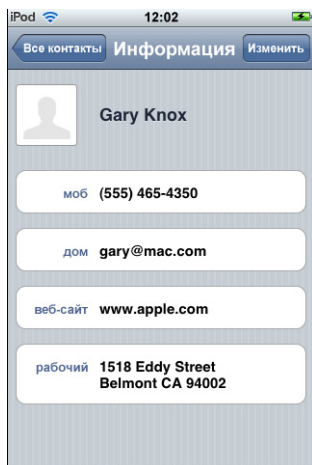 iPod 12:02
Все контакты Информация Изменить
Gary Knox
моб (555) 465-4350
дом gary@mac.com
веб-сайт www.apple.com
рабочий 1518 Eddy Street
Belmont CA 94002